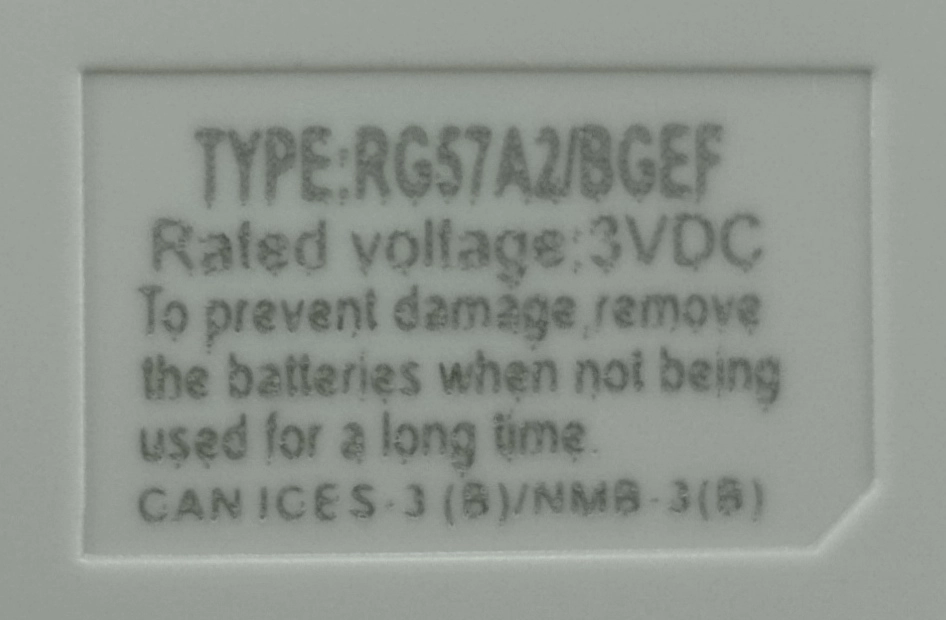 TYPE:RG57A2/BGEF
Rated voltage:3VDC
To prevent damage,remove
the batteries when not being
used for a long time.
CAN ICES-3 (B)/NMB-3(B)